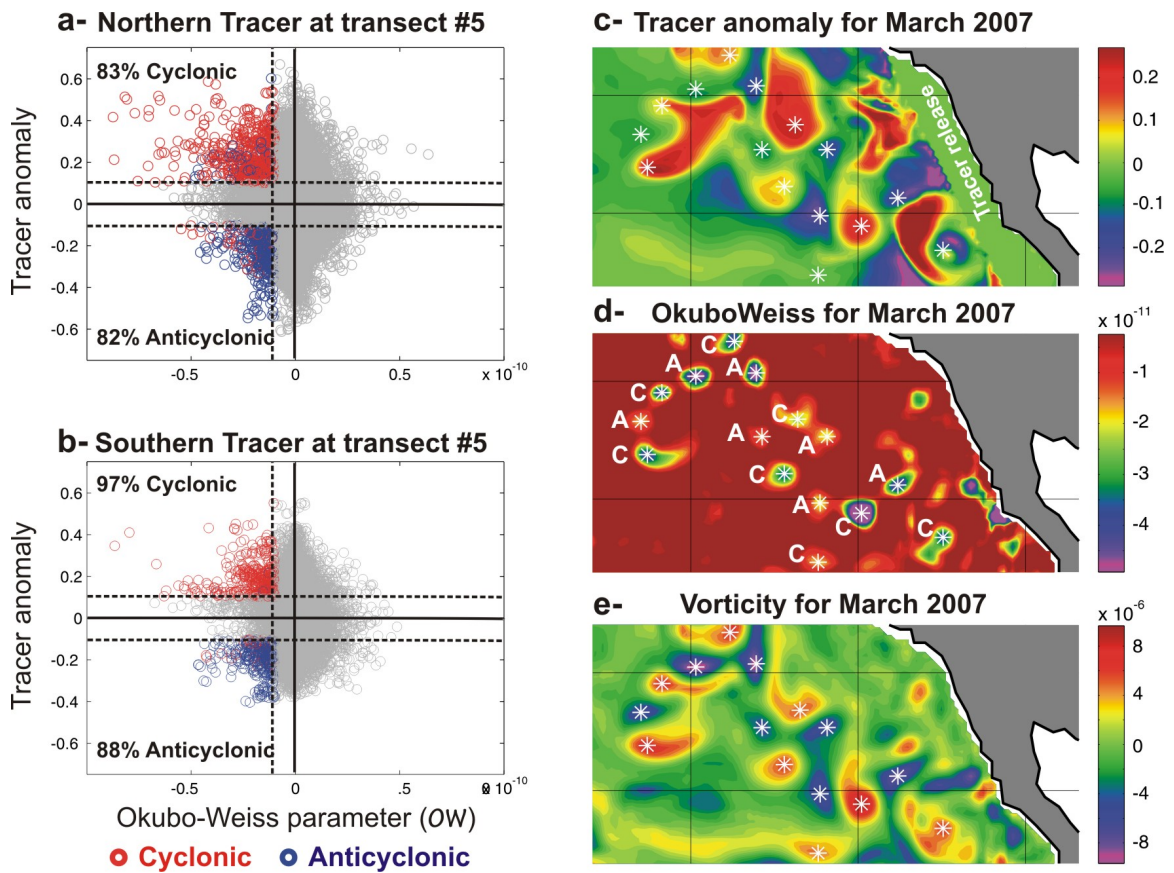 a- Northern Tracer at transect #5
83% Cyclonic
82% Anticyclonic
Tracer anomaly
0.6
0.4
0.2
0
-0.2
-0.4
-0.6
-0.5
0
0.5
x 10⁻¹⁰
b- Southern Tracer at transect #5
97% Cyclonic
88% Anticyclonic
Tracer anomaly
0.6
0.4
0.2
0
-0.2
-0.4
-0.6
-0.5
0
0.5
x 10⁻¹⁰
Okubo-Weiss parameter (OW)
Cyclonic
Anticyclonic
c- Tracer anomaly for March 2007
Tracer release
0.2
0.1
0
-0.1
-0.2
d- OkuboWeiss for March 2007
C
A
A
C
A
C
A
A
C
C
A
A
C
C
C
x 10⁻¹¹
-1
-2
-3
-4
e- Vorticity for March 2007
x 10⁻⁶
8
4
0
-4
-8